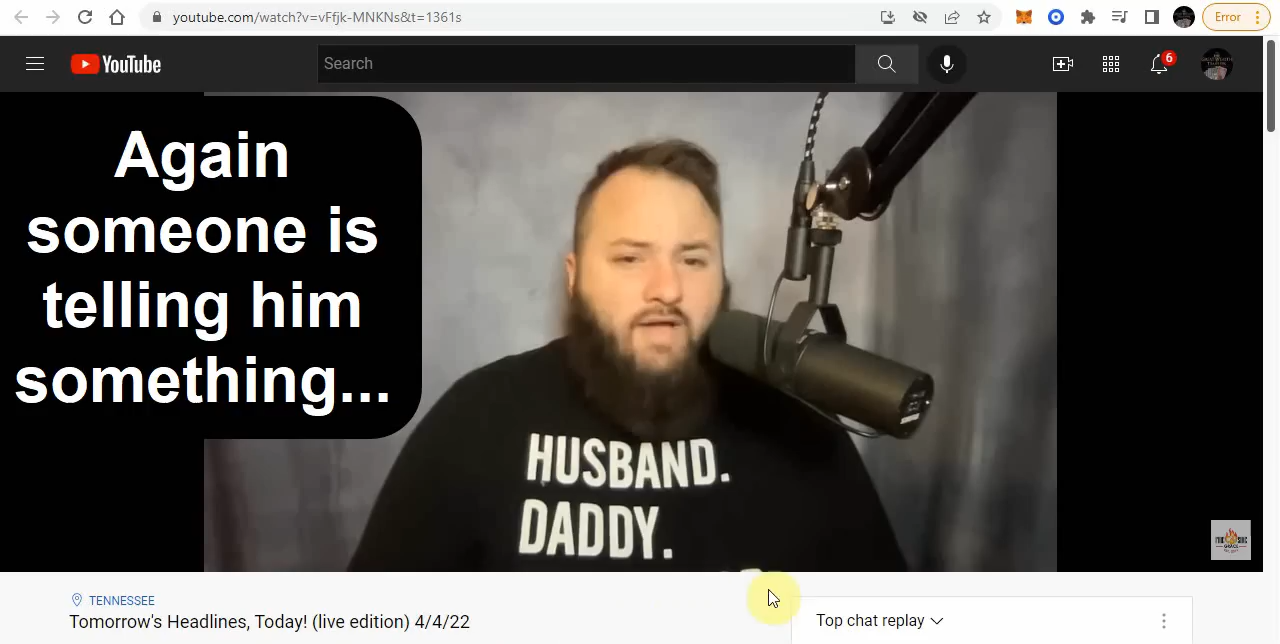 youtube.com/watch?v=vFfjk-MNKNs&t=1361s
Error
YouTube
Search
6
Again
someone is
telling him
something...
HUSBAND.
DADDY.
TENNESSEE
Tomorrow's Headlines, Today! (live edition) 4/4/22
Top chat replay